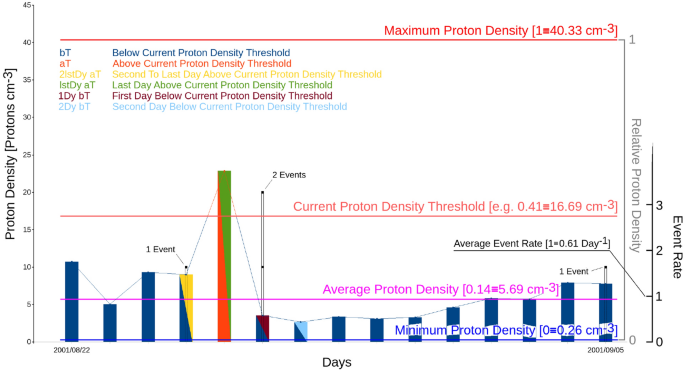 45
40
35
30
25
20
15
10
5
0
Proton Density [Protons cm-3]
Maximum Proton Density [1≡40.33 cm-3]
bT Below Current Proton Density Threshold
aT Above Current Proton Density Threshold
2lstDy aT Second To Last Day Above Current Proton Density Threshold
lstDy aT Last Day Above Current Proton Density Threshold
1Dy bT First Day Below Current Proton Density Threshold
2Dy bT Second Day Below Current Proton Density Threshold
2 Events
Current Proton Density Threshold [e.g. 0.41≡16.69 cm-3]
1 Event
Average Event Rate [1≡0.61 Day-1]
1 Event
Average Proton Density [0.14≡5.69 cm-3]
Minimum Proton Density [0≡0.26 cm-3]
1
0
Relative Proton Density
3
2
1
0
Event Rate
2001/08/22
2001/09/05
Days